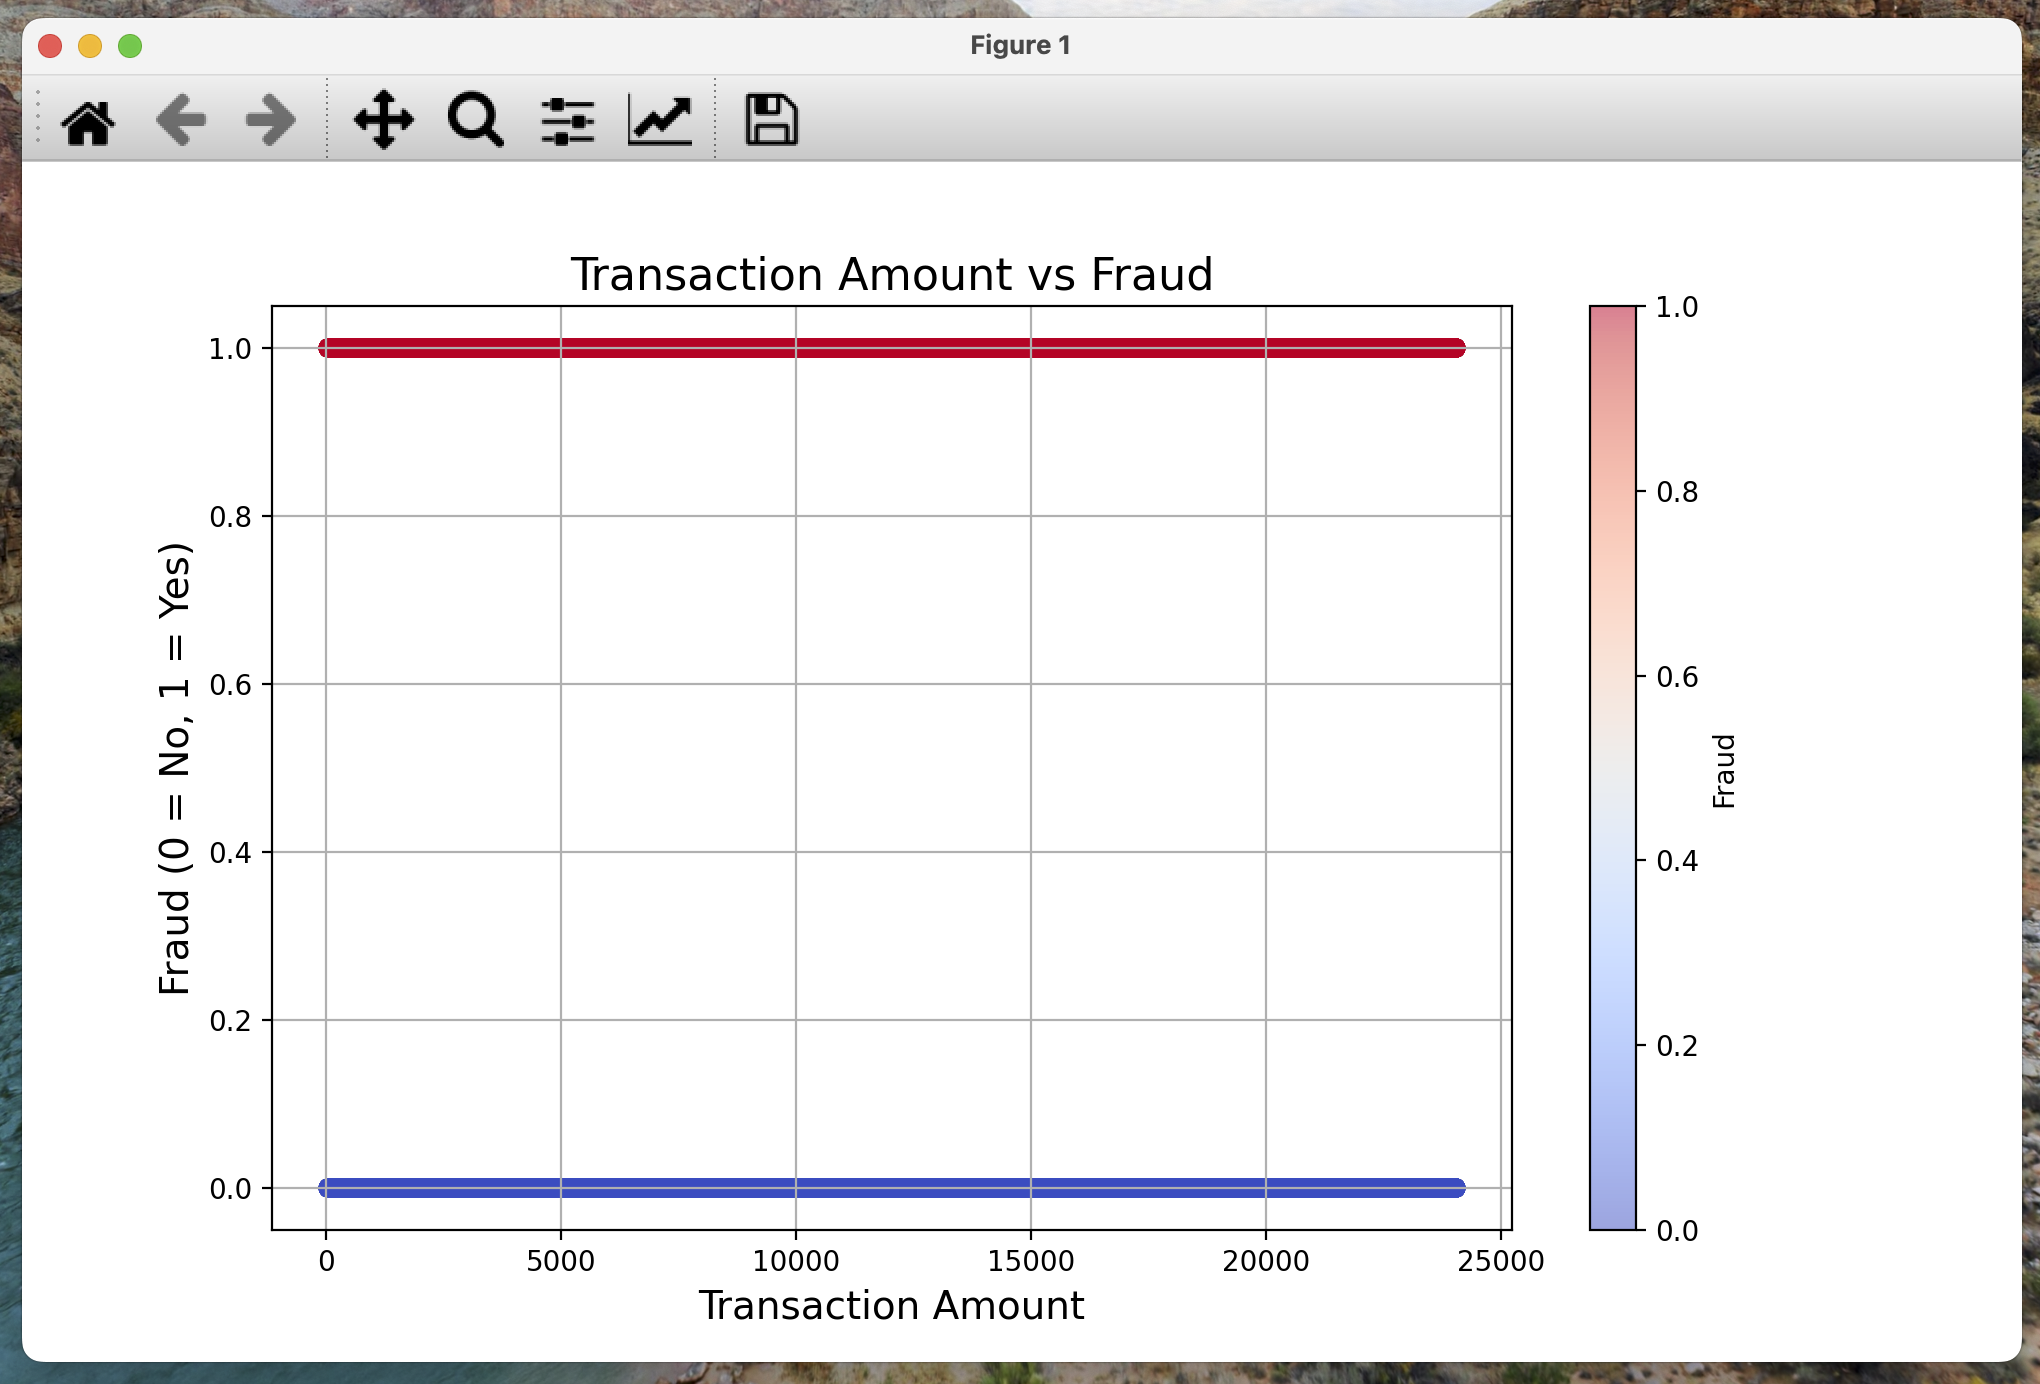 Figure 1
Transaction Amount vs Fraud
1.0
0.8
0.6
0.4
0.2
0.0
Fraud (0 = No, 1 = Yes)
0 5000 10000 15000 20000 25000
Transaction Amount
1.0
0.8
0.6
0.4
0.2
0.0
Fraud